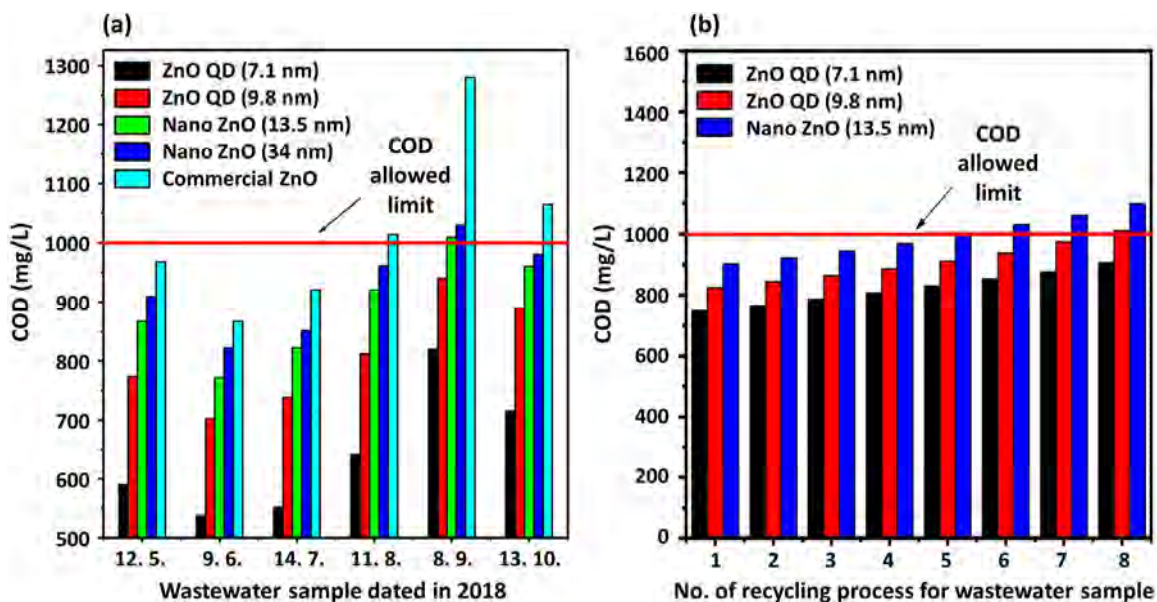 (a)
1300
1200
1100
1000
900
800
700
600
500
COD (mg/L)
ZnO QD (7.1 nm)
ZnO QD (9.8 nm)
Nano ZnO (13.5 nm)
Nano ZnO (34 nm)
Commercial ZnO
COD
allowed
limit
12. 5. 9. 6. 14. 7. 11. 8. 8. 9. 13. 10.
Wastewater sample dated in 2018
(b)
1600
1400
1200
1000
800
600
400
200
0
COD (mg/L)
ZnO QD (7.1 nm)
ZnO QD (9.8 nm)
Nano ZnO (13.5 nm)
COD
allowed
limit
1 2 3 4 5 6 7 8
No. of recycling process for wastewater sample